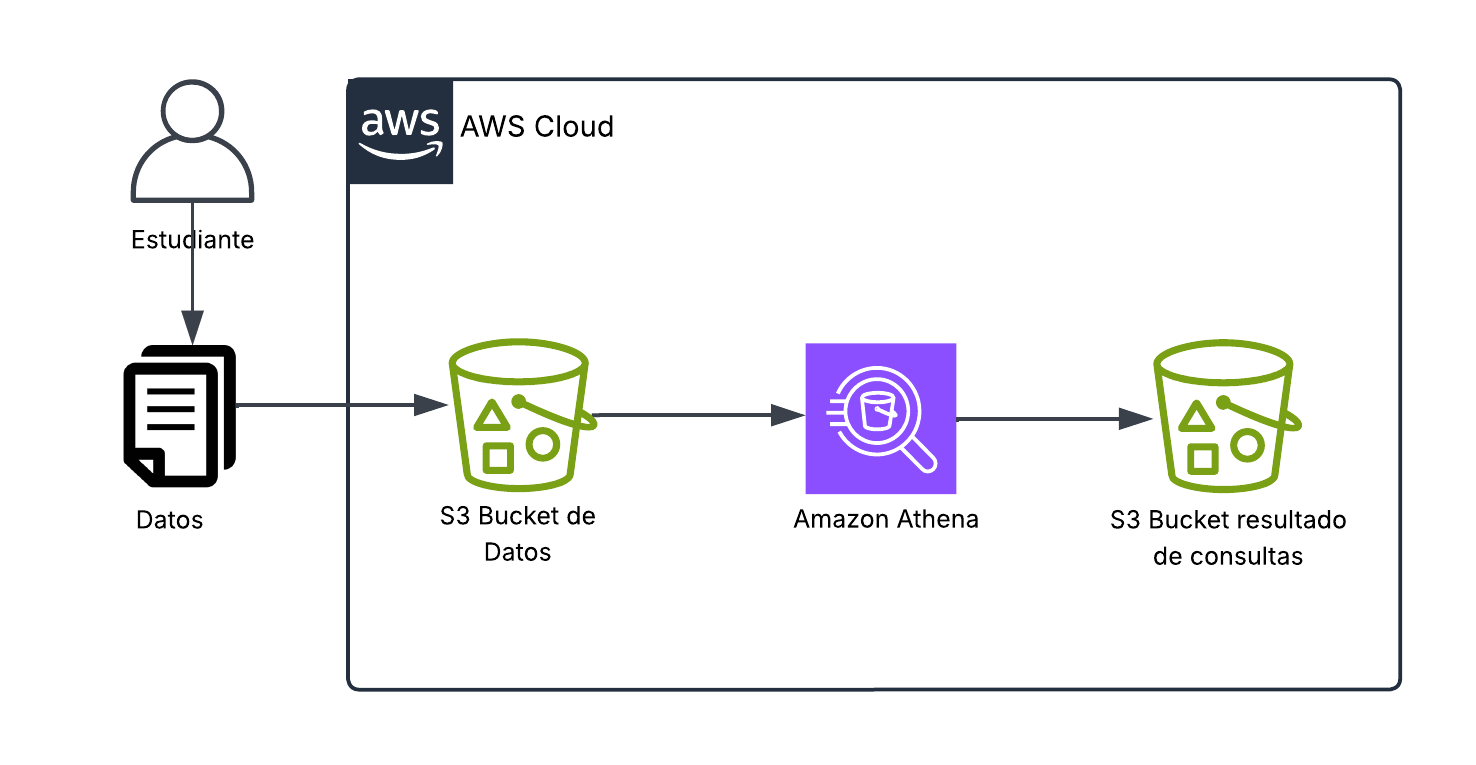 aws
AWS Cloud
Estudiante
Datos
S3 Bucket de
Datos
Amazon Athena
S3 Bucket resultado
de consultas